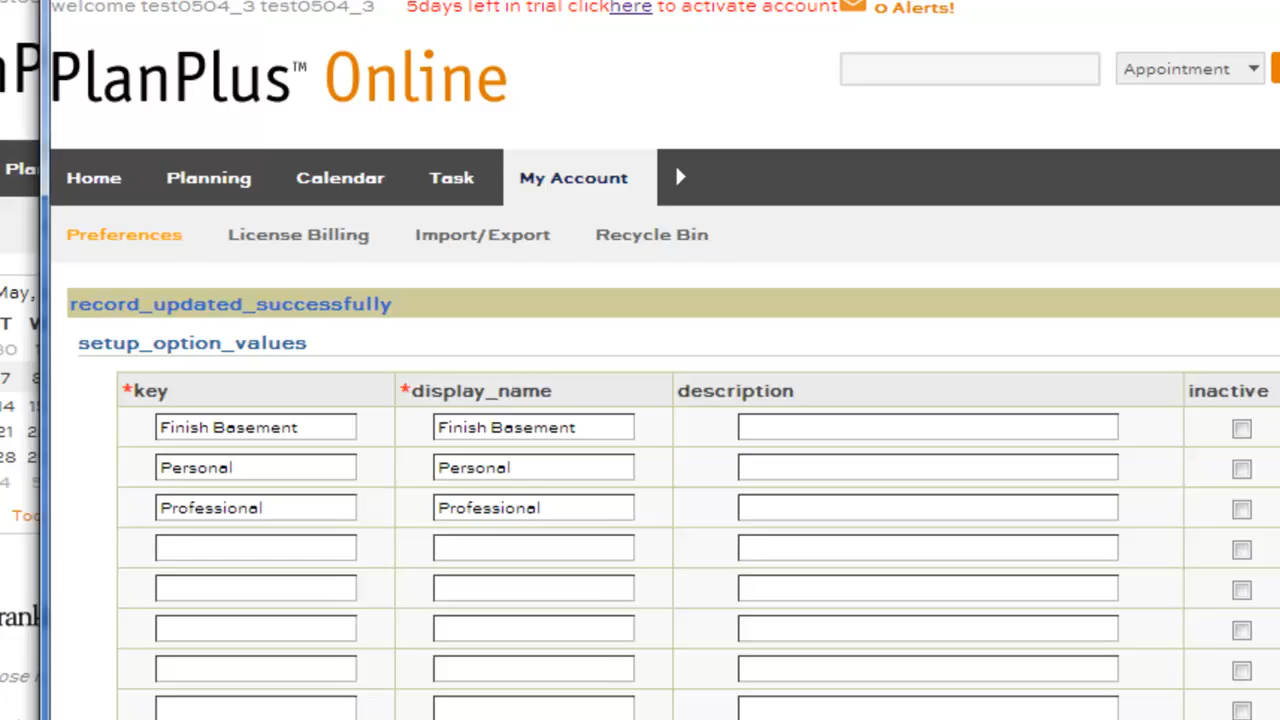 welcome test0504_3 test0504_3 5days left in trial clickhere to activate account 0 Alerts!
PlanPlus™ Online
Appointment
Home Planning Calendar Task My Account
Preferences License Billing Import/Export Recycle Bin
May,
record_updated_successfully
setup_option_values
*key *display_name description inactive
Finish Basement Finish Basement
Personal Personal
Professional Professional